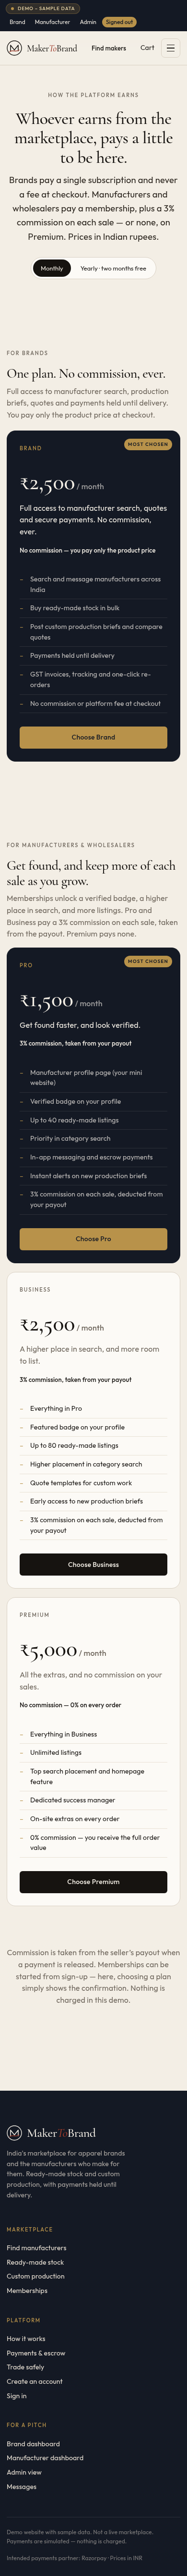 DEMO · SAMPLE DATA
Brand Manufacturer Admin Signed out
MakerToBrand Find makers Cart
HOW THE PLATFORM EARNS
Whoever earns from the
marketplace, pays a little
to be here.
Brands pay a single subscription and never
a fee at checkout. Manufacturers and
wholesalers pay a membership, plus a 3%
commission on each sale — or none, on
Premium. Prices in Indian rupees.
Monthly Yearly · two months free
FOR BRANDS
One plan. No commission, ever.
Full access to manufacturer search, production
briefs, quotes and payments held until delivery.
You pay only the product price at checkout.
MOST CHOSEN
BRAND
₹2,500 / month
Full access to manufacturer search, quotes
and secure payments. No commission,
ever.
No commission — you pay only the product price
– Search and message manufacturers across
India
– Buy ready-made stock in bulk
– Post custom production briefs and compare
quotes
– Payments held until delivery
– GST invoices, tracking and one-click re-
orders
– No commission or platform fee at checkout
Choose Brand
FOR MANUFACTURERS & WHOLESALERS
Get found, and keep more of each
sale as you grow.
Memberships unlock a verified badge, a higher
place in search, and more listings. Pro and
Business pay a 3% commission on each sale, taken
from the payout. Premium pays none.
MOST CHOSEN
PRO
₹1,500 / month
Get found faster, and look verified.
3% commission, taken from your payout
– Manufacturer profile page (your mini
website)
– Verified badge on your profile
– Up to 40 ready-made listings
– Priority in category search
– In-app messaging and escrow payments
– Instant alerts on new production briefs
– 3% commission on each sale, deducted from
your payout
Choose Pro
BUSINESS
₹2,500 / month
A higher place in search, and more room
to list.
3% commission, taken from your payout
– Everything in Pro
– Featured badge on your profile
– Up to 80 ready-made listings
– Higher placement in category search
– Quote templates for custom work
– Early access to new production briefs
– 3% commission on each sale, deducted from
your payout
Choose Business
PREMIUM
₹5,000 / month
All the extras, and no commission on your
sales.
No commission — 0% on every order
– Everything in Business
– Unlimited listings
– Top search placement and homepage
feature
– Dedicated success manager
– On-site extras on every order
– 0% commission — you receive the full order
value
Choose Premium
Commission is taken from the seller's payout when
a payment is released. Memberships can be
started from sign-up — here, choosing a plan
simply shows the confirmation. Nothing is
charged in this demo.
MakerToBrand
India's marketplace for apparel brands
and the manufacturers who make for
them. Ready-made stock and custom
production, with payments held until
delivery.
MARKETPLACE
Find manufacturers
Ready-made stock
Custom production
Memberships
PLATFORM
How it works
Payments & escrow
Trade safely
Create an account
Sign in
FOR A PITCH
Brand dashboard
Manufacturer dashboard
Admin view
Messages
Demo website with sample data. Not a live marketplace.
Payments are simulated — nothing is charged.
Intended payments partner: Razorpay · Prices in INR